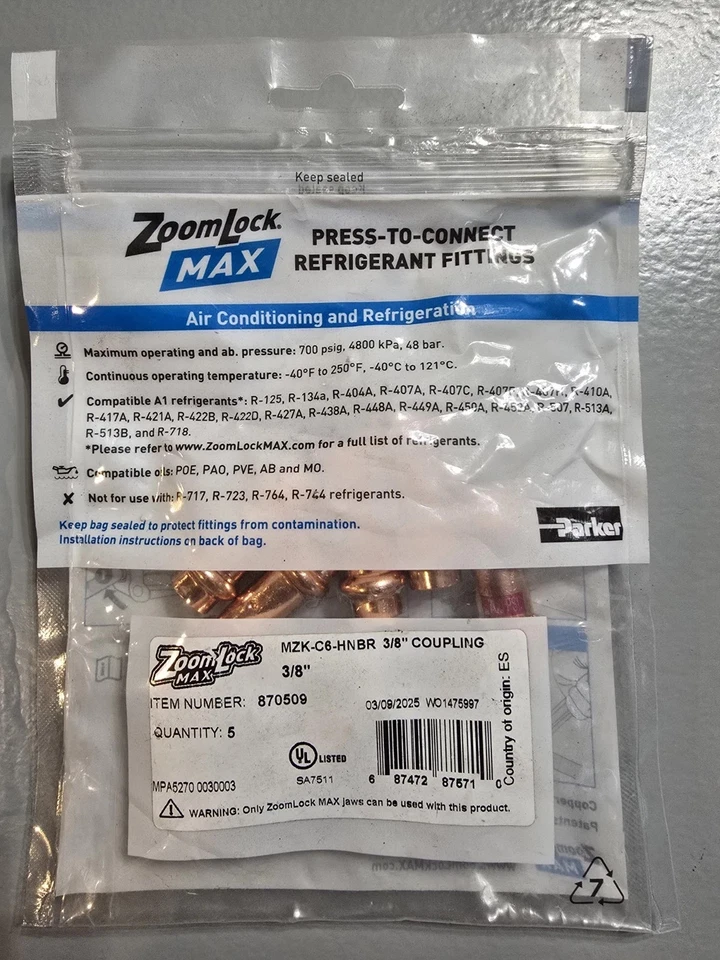 Keep sealed
ZoomLock®
MAX
PRESS-TO-CONNECT
REFRIGERANT FITTINGS
Air Conditioning and Refrigeration
Maximum operating and ab. pressure: 700 psig, 4800 kPa, 48 bar.
Continuous operating temperature: -40°F to 250°F, -40°C to 121°C.
Compatible A1 refrigerants*: R-125, R-134a, R-404A, R-407A, R-407C, R-407F, R-407H, R-410A,
R-417A, R-421A, R-422B, R-422D, R-427A, R-438A, R-448A, R-449A, R-450A, R-452A, R-507, R-513A,
R-513B, and R-718.
*Please refer to www.ZoomLockMAX.com for a full list of refrigerants.
Compatible oils: POE, PAO, PVE, AB and MO.
Not for use with: R-717, R-723, R-764, R-744 refrigerants.
Keep bag sealed to protect fittings from contamination.
Installation instructions on back of bag.
Parker
ZoomLock
MAX
MZK-C6-HNBR 3/8" COUPLING
3/8"
ITEM NUMBER: 870509
03/09/2025 WO1475997
QUANTITY: 5
UL LISTED
SA7511
6 87472 87571 0
Country of origin: ES
MPA5270 0030003
WARNING: Only ZoomLock MAX jaws can be used with this product.
7